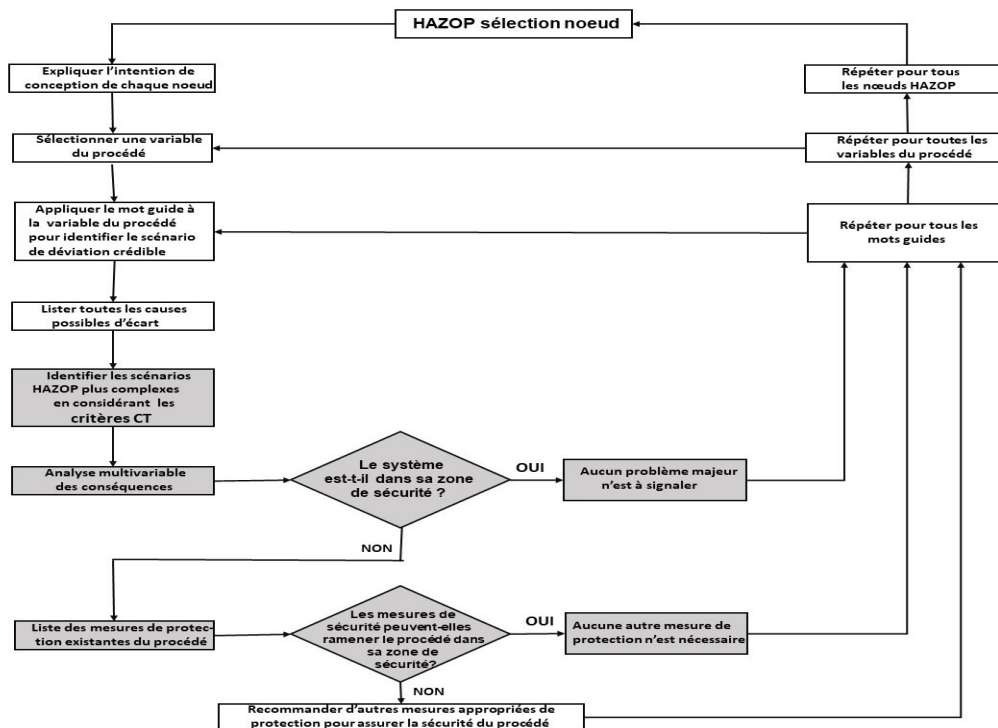 HAZOP sélection noeud
Expliquer l'intention de
conception de chaque noeud
Répéter pour tous
les nœuds HAZOP
Sélectionner une variable
du procédé
Répéter pour toutes les
variables du procédé
Appliquer le mot guide à
la variable du procédé
pour identifier le scénario
de déviation crédible
Répéter pour tous les
mots guides
Lister toutes les causes
possibles d'écart
Identifier les scénarios
HAZOP plus complexes
en considérant les
critères CT
Analyse multivariable
des conséquences
Le système
est-t-il dans sa zone
de sécurité ?
OUI
Aucun problème majeur
n'est à signaler
NON
Liste des mesures de protec-
tion existantes du procédé
Les mesures de
sécurité peuvent-elles
ramener le procédé dans
sa zone de
sécurité?
OUI
Aucune autre mesure de
protection n'est nécessaire
NON
Recommander d'autres mesures appropriées de
protection pour assurer la sécurité du procédé